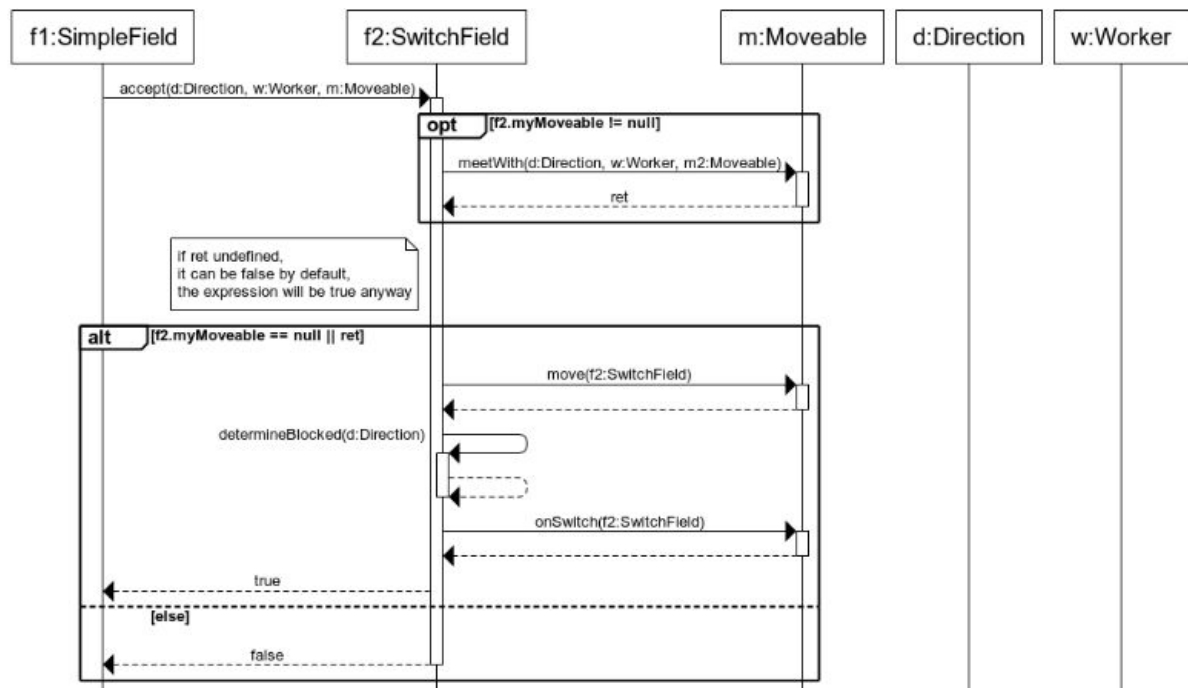 f1:SimpleField
f2:SwitchField
m:Moveable
d:Direction
w:Worker
accept(d:Direction, w:Worker, m:Moveable)
opt
[f2.myMoveable != null]
meetWith(d:Direction, w:Worker, m2:Moveable)
ret
if ret undefined,
it can be false by default,
the expression will be true anyway
alt
[f2.myMoveable == null || ret]
move(f2:SwitchField)
determineBlocked(d:Direction)
onSwitch(f2:SwitchField)
true
[else]
false